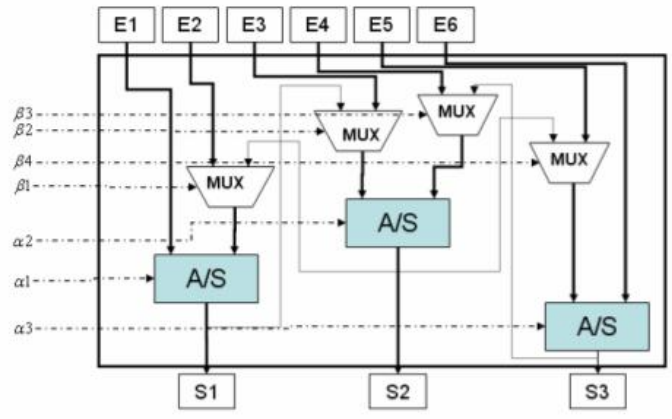 E1 E2 E3 E4 E5 E6
β3 MUX
β2 MUX
β4 MUX
β1 MUX
A/S
α2
α1 A/S
α3 A/S
S1 S2 S3